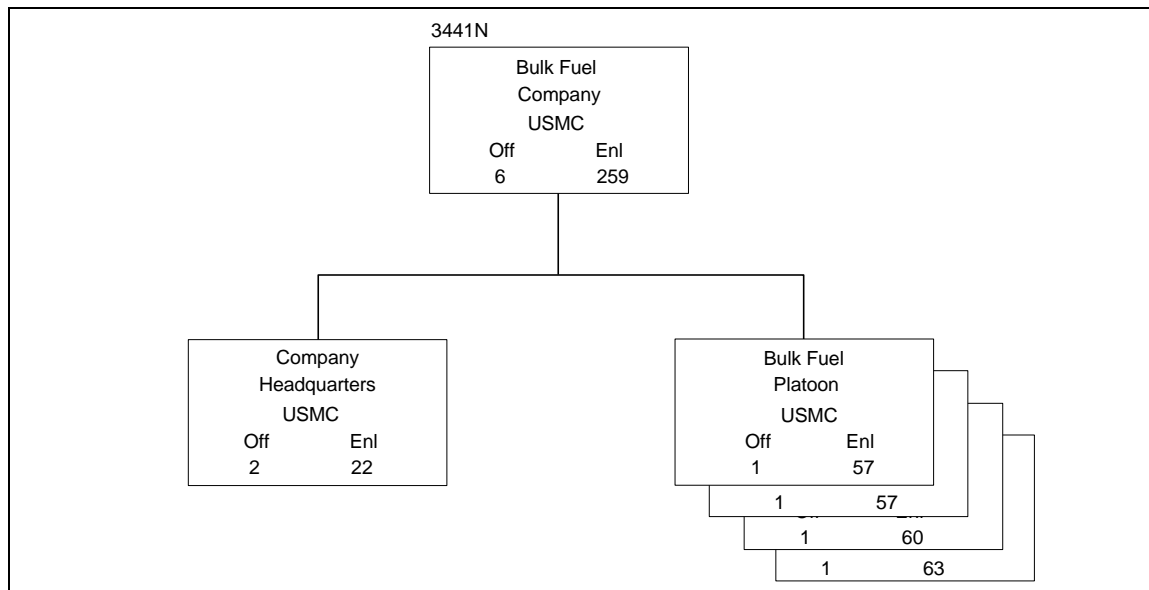 3441N
Bulk Fuel
Company
USMC
Off Enl
6 259
Company
Headquarters
USMC
Off Enl
2 22
Bulk Fuel
Platoon
USMC
Off Enl
1 57
1 57
1 60
1 63